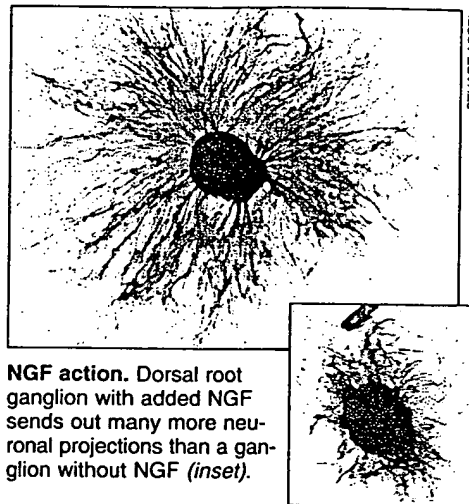 NGF action. Dorsal root
ganglion with added NGF
sends out many more neu-
ronal projections than a gan-
glion without NGF (inset).